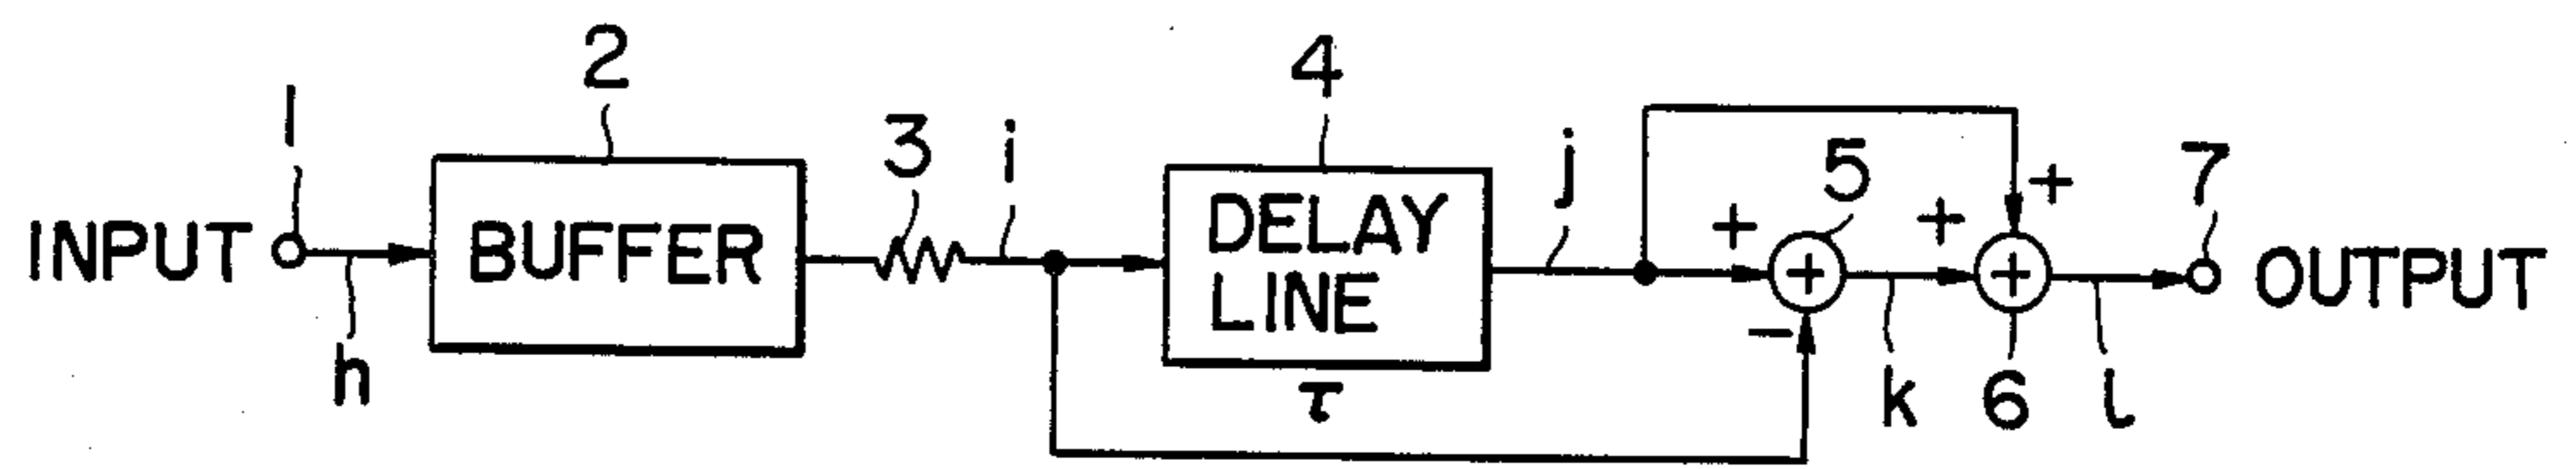 INPUT
1
h
2
BUFFER
3
i
4
DELAY
LINE
τ
j
+
5
+
-
k
+
+
6
+
l
7
OUTPUT